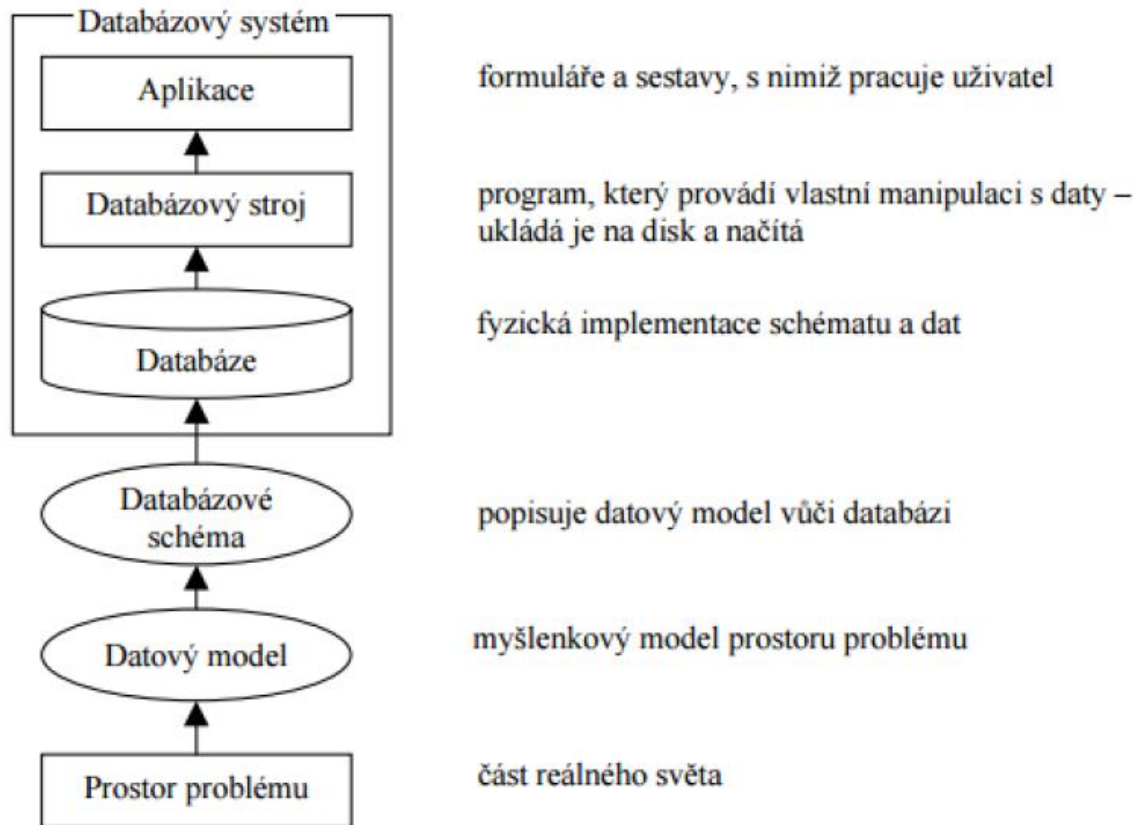 Databázový systém
Aplikace
formuláře a sestavy, s nimiž pracuje uživatel
Databázový stroj
program, který provádí vlastní manipulaci s daty –
ukládá je na disk a načítá
Databáze
fyzická implementace schématu a dat
Databázové
schéma
popisuje datový model vůči databázi
Datový model
myšlenkový model prostoru problému
Prostor problému
část reálného světa